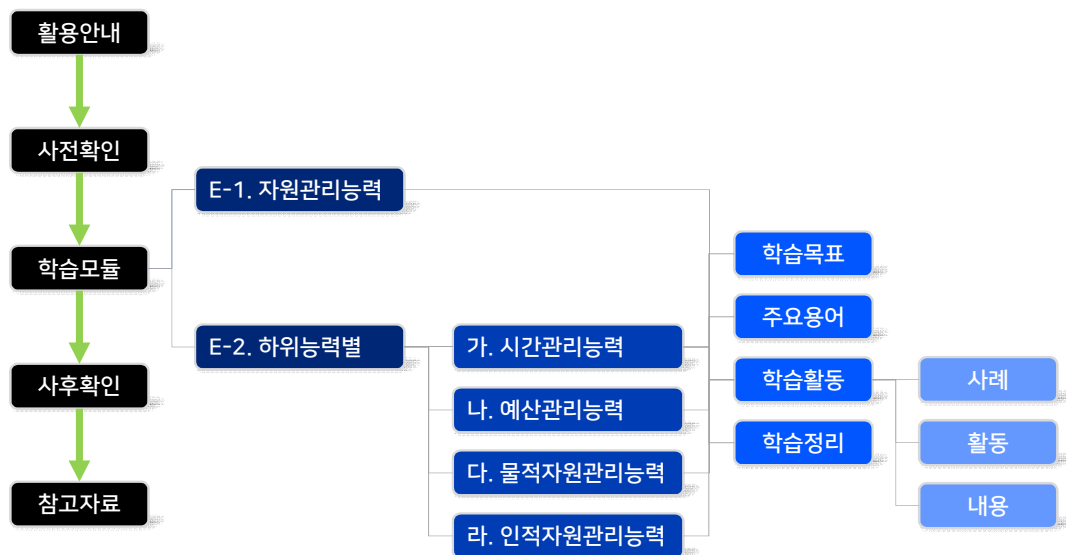 활용안내
사전확인
학습모듈
사후확인
참고자료
E-1. 자원관리능력
E-2. 하위능력별
가. 시간관리능력
나. 예산관리능력
다. 물적자원관리능력
라. 인적자원관리능력
학습목표
주요용어
학습활동
학습정리
사례
활동
내용